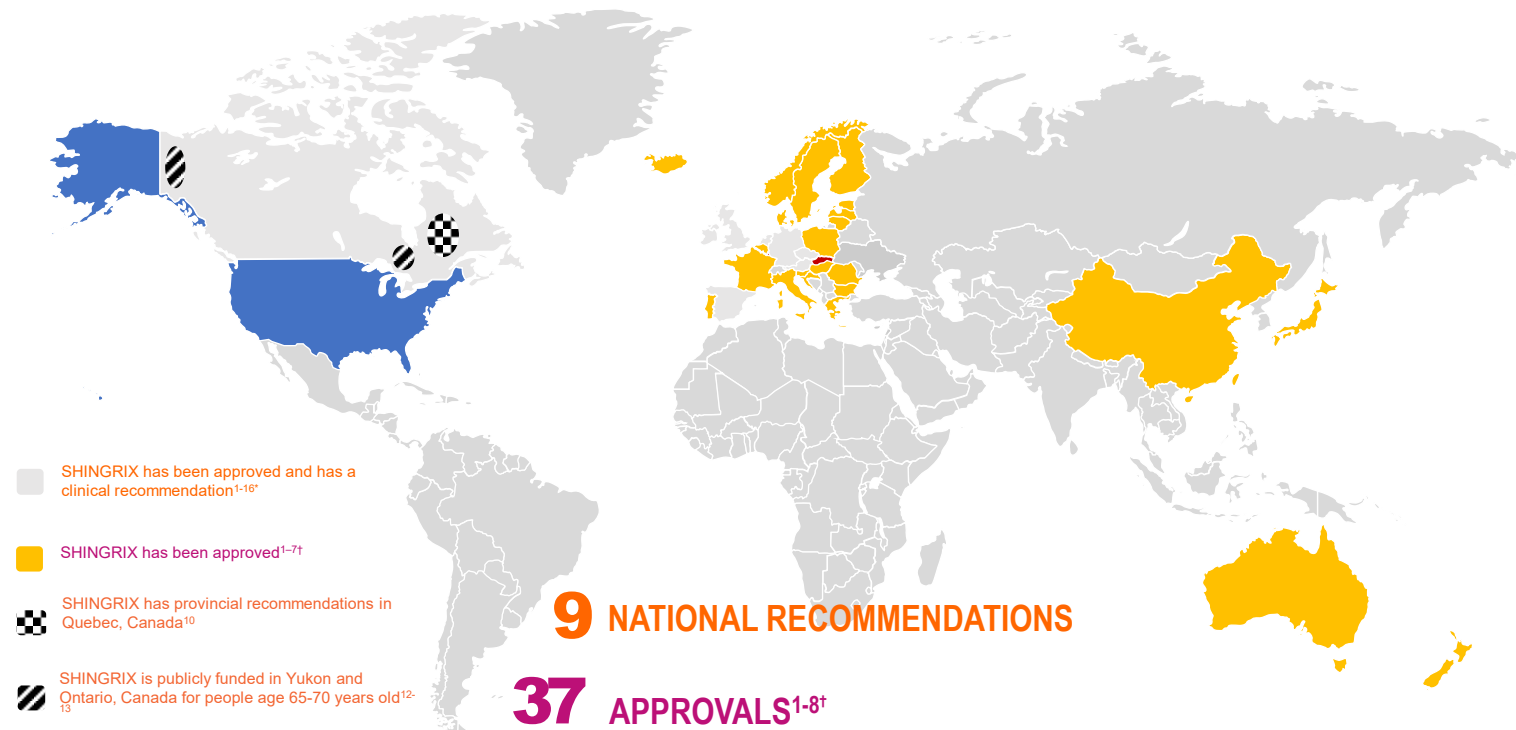 SHINGRIX has been approved and has a
clinical recommendation1-16*
SHINGRIX has been approved1–7†
SHINGRIX has provincial recommendations in
Quebec, Canada10
SHINGRIX is publicly funded in Yukon and
Ontario, Canada for people age 65-70 years old12-
13
9 NATIONAL RECOMMENDATIONS
37 APPROVALS1-8†